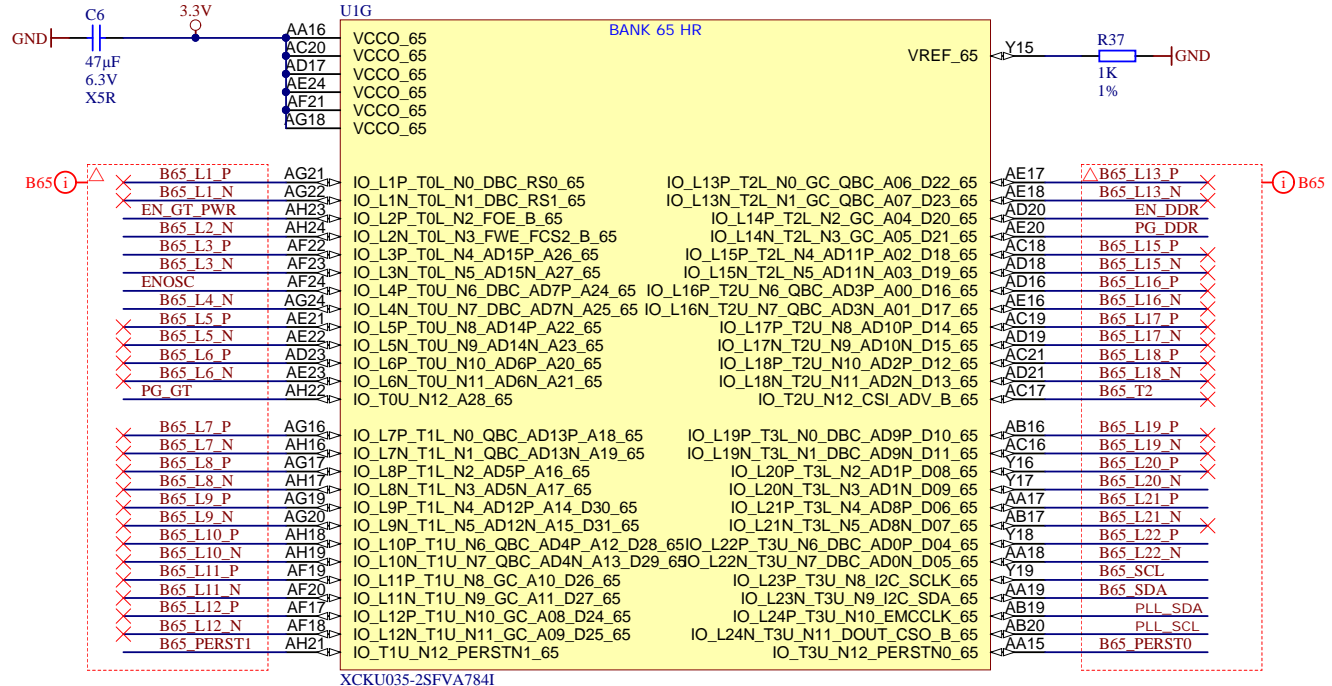 C6
3.3V
GND
47µF
6.3V
X5R
U1G
BANK 65 HR
AA16 VCCO_65
AC20 VCCO_65
AD17 VCCO_65
AE24 VCCO_65
AF21 VCCO_65
AG18 VCCO_65
VREF_65 Y15
R37
GND
1K
1%
B65 i
B65_L1_P AG21 IO_L1P_T0L_N0_DBC_RS0_65
B65_L1_N AG22 IO_L1N_T0L_N1_DBC_RS1_65
EN_GT_PWR AH23 IO_L2P_T0L_N2_FOE_B_65
B65_L2_N AH24 IO_L2N_T0L_N3_FWE_FCS2_B_65
B65_L3_P AF22 IO_L3P_T0L_N4_AD15P_A26_65
B65_L3_N AF23 IO_L3N_T0L_N5_AD15N_A27_65
ENOSC AF24 IO_L4P_T0U_N6_DBC_AD7P_A24_65
B65_L4_N AG24 IO_L4N_T0U_N7_DBC_AD7N_A25_65
B65_L5_P AE21 IO_L5P_T0U_N8_AD14P_A22_65
B65_L5_N AE22 IO_L5N_T0U_N9_AD14N_A23_65
B65_L6_P AD23 IO_L6P_T0U_N10_AD6P_A20_65
B65_L6_N AE23 IO_L6N_T0U_N11_AD6N_A21_65
PG_GT AH22 IO_T0U_N12_A28_65
B65_L7_P AG16 IO_L7P_T1L_N0_QBC_AD13P_A18_65
B65_L7_N AH16 IO_L7N_T1L_N1_QBC_AD13N_A19_65
B65_L8_P AG17 IO_L8P_T1L_N2_AD5P_A16_65
B65_L8_N AH17 IO_L8N_T1L_N3_AD5N_A17_65
B65_L9_P AG19 IO_L9P_T1L_N4_AD12P_A14_D30_65
B65_L9_N AG20 IO_L9N_T1L_N5_AD12N_A15_D31_65
B65_L10_P AH18 IO_L10P_T1U_N6_QBC_AD4P_A12_D28_65
B65_L10_N AH19 IO_L10N_T1U_N7_QBC_AD4N_A13_D29_65
B65_L11_P AF19 IO_L11P_T1U_N8_GC_A10_D26_65
B65_L11_N AF20 IO_L11N_T1U_N9_GC_A11_D27_65
B65_L12_P AF17 IO_L12P_T1U_N10_GC_A08_D24_65
B65_L12_N AF18 IO_L12N_T1U_N11_GC_A09_D25_65
B65_PERST1 AH21 IO_T1U_N12_PERSTN1_65
IO_L13P_T2L_N0_GC_QBC_A06_D22_65 AE17 B65_L13_P
IO_L13N_T2L_N1_GC_QBC_A07_D23_65 AE18 B65_L13_N
IO_L14P_T2L_N2_GC_A04_D20_65 AD20 EN_DDR
IO_L14N_T2L_N3_GC_A05_D21_65 AE20 PG_DDR
IO_L15P_T2L_N4_AD11P_A02_D18_65 AC18 B65_L15_P
IO_L15N_T2L_N5_AD11N_A03_D19_65 AD18 B65_L15_N
IO_L16P_T2U_N6_QBC_AD3P_A00_D16_65 AD16 B65_L16_P
IO_L16N_T2U_N7_QBC_AD3N_A01_D17_65 AE16 B65_L16_N
IO_L17P_T2U_N8_AD10P_D14_65 AC19 B65_L17_P
IO_L17N_T2U_N9_AD10N_D15_65 AD19 B65_L17_N
IO_L18P_T2U_N10_AD2P_D12_65 AC21 B65_L18_P
IO_L18N_T2U_N11_AD2N_D13_65 AD21 B65_L18_N
IO_T2U_N12_CSI_ADV_B_65 AC17 B65_T2
IO_L19P_T3L_N0_DBC_AD9P_D10_65 AB16 B65_L19_P
IO_L19N_T3L_N1_DBC_AD9N_D11_65 AC16 B65_L19_N
IO_L20P_T3L_N2_AD1P_D08_65 Y16 B65_L20_P
IO_L20N_T3L_N3_AD1N_D09_65 Y17 B65_L20_N
IO_L21P_T3L_N4_AD8P_D06_65 AA17 B65_L21_P
IO_L21N_T3L_N5_AD8N_D07_65 AB17 B65_L21_N
IO_L22P_T3U_N6_DBC_AD0P_D04_65 Y18 B65_L22_P
IO_L22N_T3U_N7_DBC_AD0N_D05_65 AA18 B65_L22_N
IO_L23P_T3U_N8_I2C_SCLK_65 Y19 B65_SCL
IO_L23N_T3U_N9_I2C_SDA_65 AA19 B65_SDA
IO_L24P_T3U_N10_EMCCLK_65 AB19 PLL_SDA
IO_L24N_T3U_N11_DOUT_CSO_B_65 AB20 PLL_SCL
IO_T3U_N12_PERSTN0_65 AA15 B65_PERST0
i B65
XCKU035-2SFVA784I